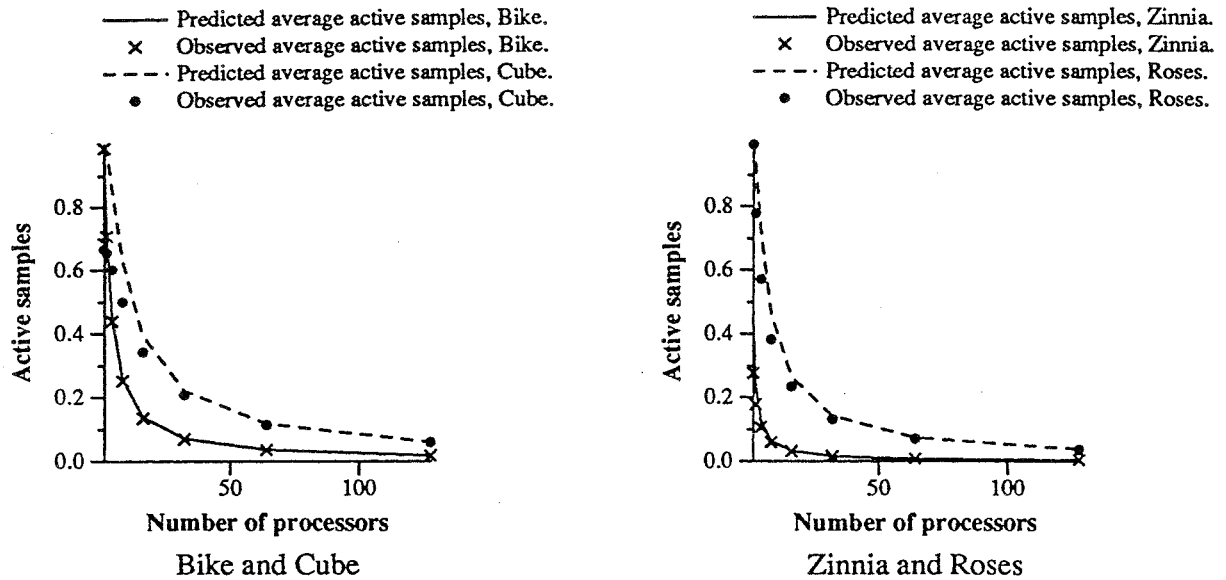 Predicted average active samples, Bike.
Observed average active samples, Bike.
Predicted average active samples, Cube.
Observed average active samples, Cube.
Active samples
0.8
0.6
0.4
0.2
0.0
50
100
Number of processors
Bike and Cube
Predicted average active samples, Zinnia.
Observed average active samples, Zinnia.
Predicted average active samples, Roses.
Observed average active samples, Roses.
Active samples
0.8
0.6
0.4
0.2
0.0
50
100
Number of processors
Zinnia and Roses